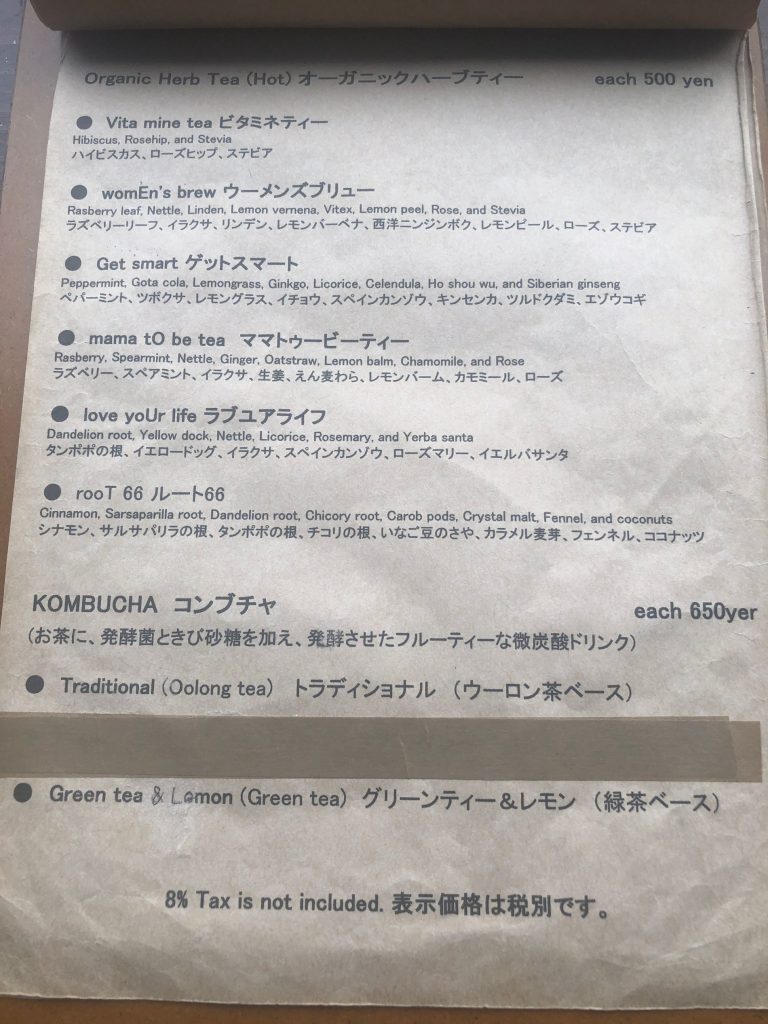 Organic Herb Tea (Hot) オーガニックハーブティー each 500 yen
● Vita mine tea ビタミネティー
Hibiscus, Rosehip, and Stevia
ハイビスカス、ローズヒップ、ステビア
● womEn's brew ウーメンズブリュー
Rasberry leaf, Nettle, Linden, Lemon vernena, Vitex, Lemon peel, Rose, and Stevia
ラズベリーリーフ、イラクサ、リンデン、レモンバーベナ、西洋ニンジンボク、レモンピール、ローズ、ステビア
● Get smart ゲットスマート
Peppermint, Gota cola, Lemongrass, Ginkgo, Licorice, Celendula, Ho shou wu, and Siberian ginseng
ペパーミント、ツボクサ、レモングラス、イチョウ、スペインカンゾウ、キンセンカ、ツルドクダミ、エゾウコギ
● mama tO be tea ママトゥービーティー
Rasberry, Spearmint, Nettle, Ginger, Oatstraw, Lemon balm, Chamomile, and Rose
ラズベリー、スペアミント、イラクサ、生姜、えん麦わら、レモンバーム、カモミール、ローズ
● love yoUr life ラブユアライフ
Dandelion root, Yellow dock, Nettle, Licorice, Rosemary, and Yerba santa
タンポポの根、イエロードッグ、イラクサ、スペインカンゾウ、ローズマリー、イエルバサンタ
● rooT 66 ルート66
Cinnamon, Sarsaparilla root, Dandelion root, Chicory root, Carob pods, Crystal malt, Fennel, and coconuts
シナモン、サルサパリラの根、タンポポの根、チコリの根、いなご豆のさや、カラメル麦芽、フェンネル、ココナッツ
KOMBUCHA コンブチャ each 650yer
(お茶に、発酵菌ときび砂糖を加え、発酵させたフルーティーな微炭酸ドリンク)
● Traditional (Oolong tea) トラディショナル (ウーロン茶ベース)
● Green tea & Lemon (Green tea) グリーンティー＆レモン (緑茶ベース)
8% Tax is not included. 表示価格は税別です。